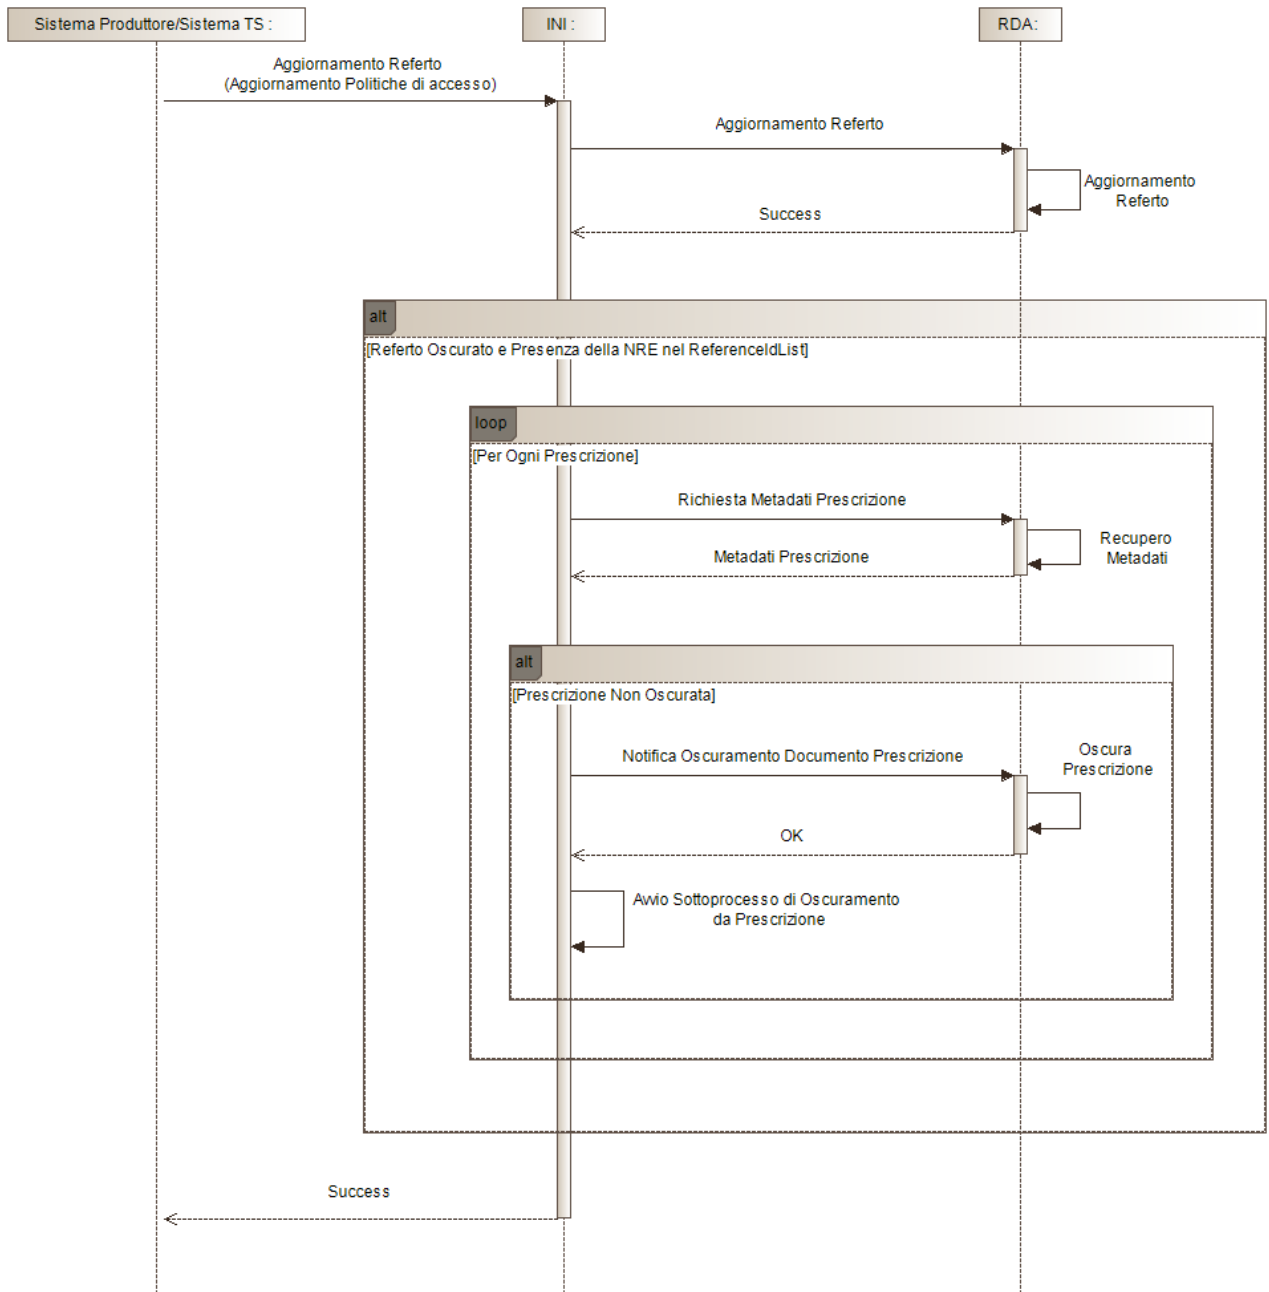 Sistema Produttore/Sistema TS :
INI :
RDA:
Aggiornamento Referto
(Aggiornamento Politiche di accesso)
Aggiornamento Referto
Aggiornamento
Referto
Success
alt
[Referto Oscurato e Presenza della NRE nel ReferenceIdList]
loop
[Per Ogni Prescrizione]
Richiesta Metadati Prescrizione
Recupero
Metadati
Metadati Prescrizione
alt
[Prescrizione Non Oscurata]
Notifica Oscuramento Documento Prescrizione
Oscura
Prescrizione
OK
Avvio Sottoprocesso di Oscuramento
da Prescrizione
Success